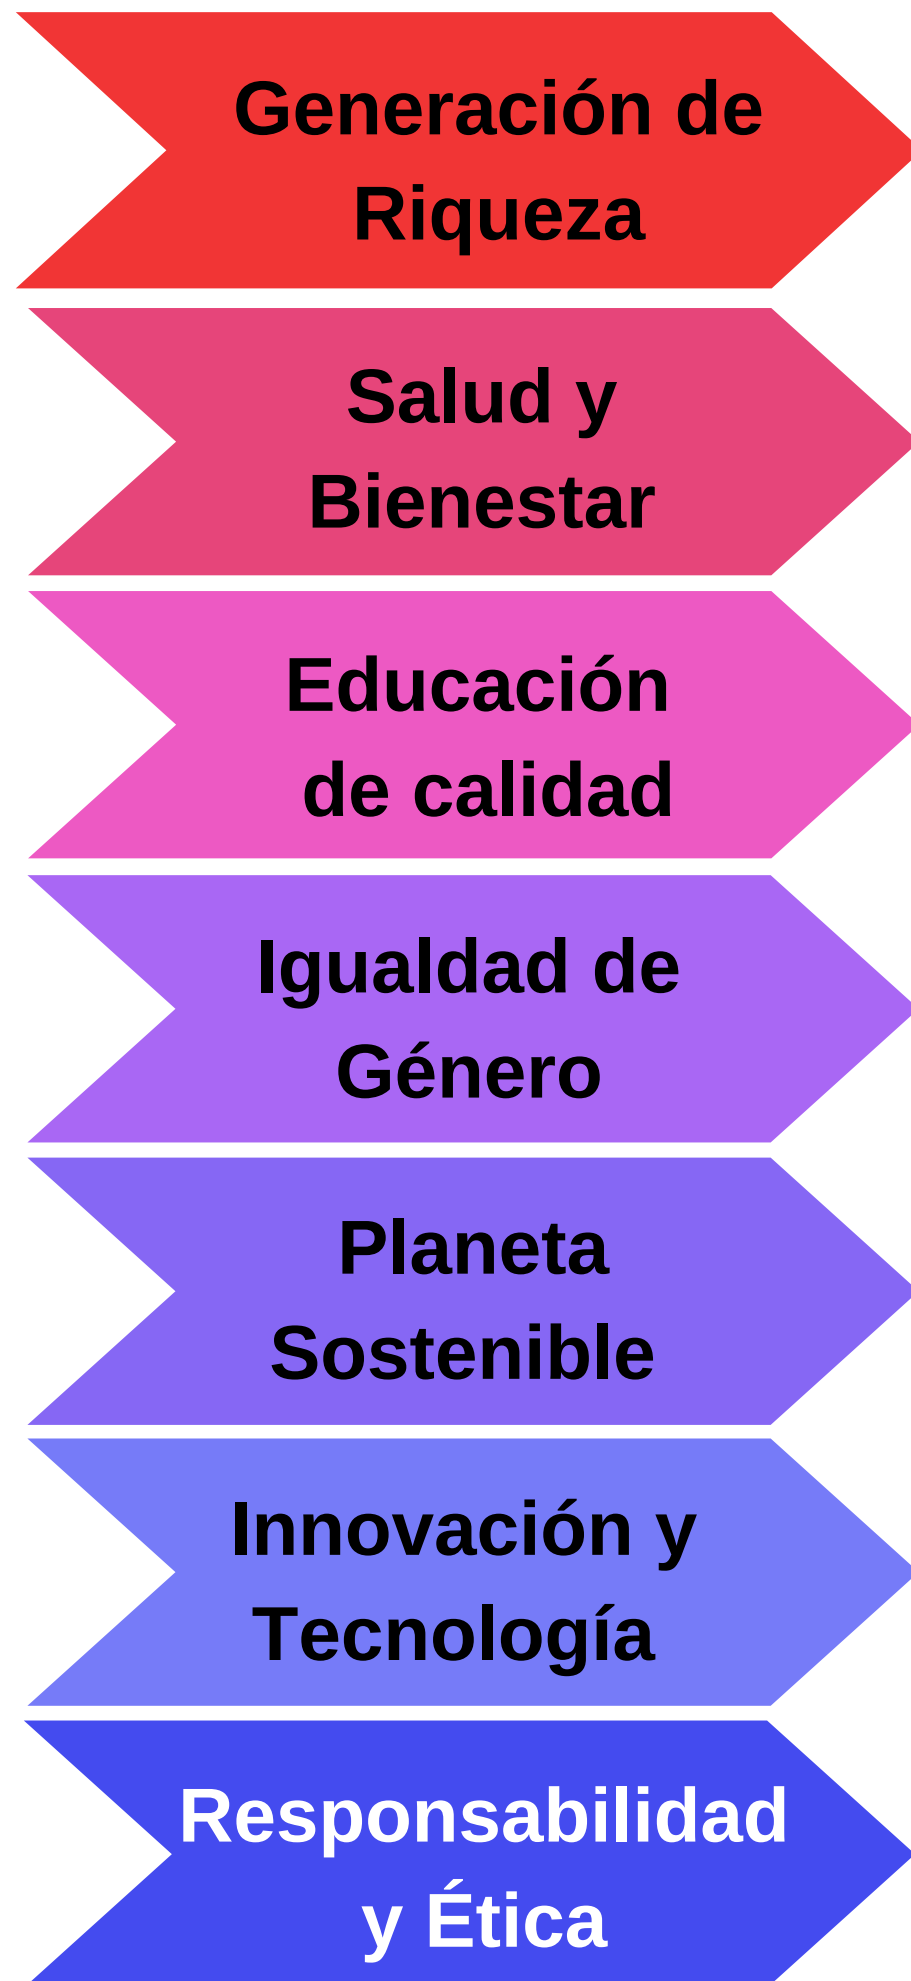 Generación de
Riqueza
Salud y
Bienestar
Educación
de calidad
Igualdad de
Género
Planeta
Sostenible
Innovación y
Tecnología
Responsabilidad
y Ética